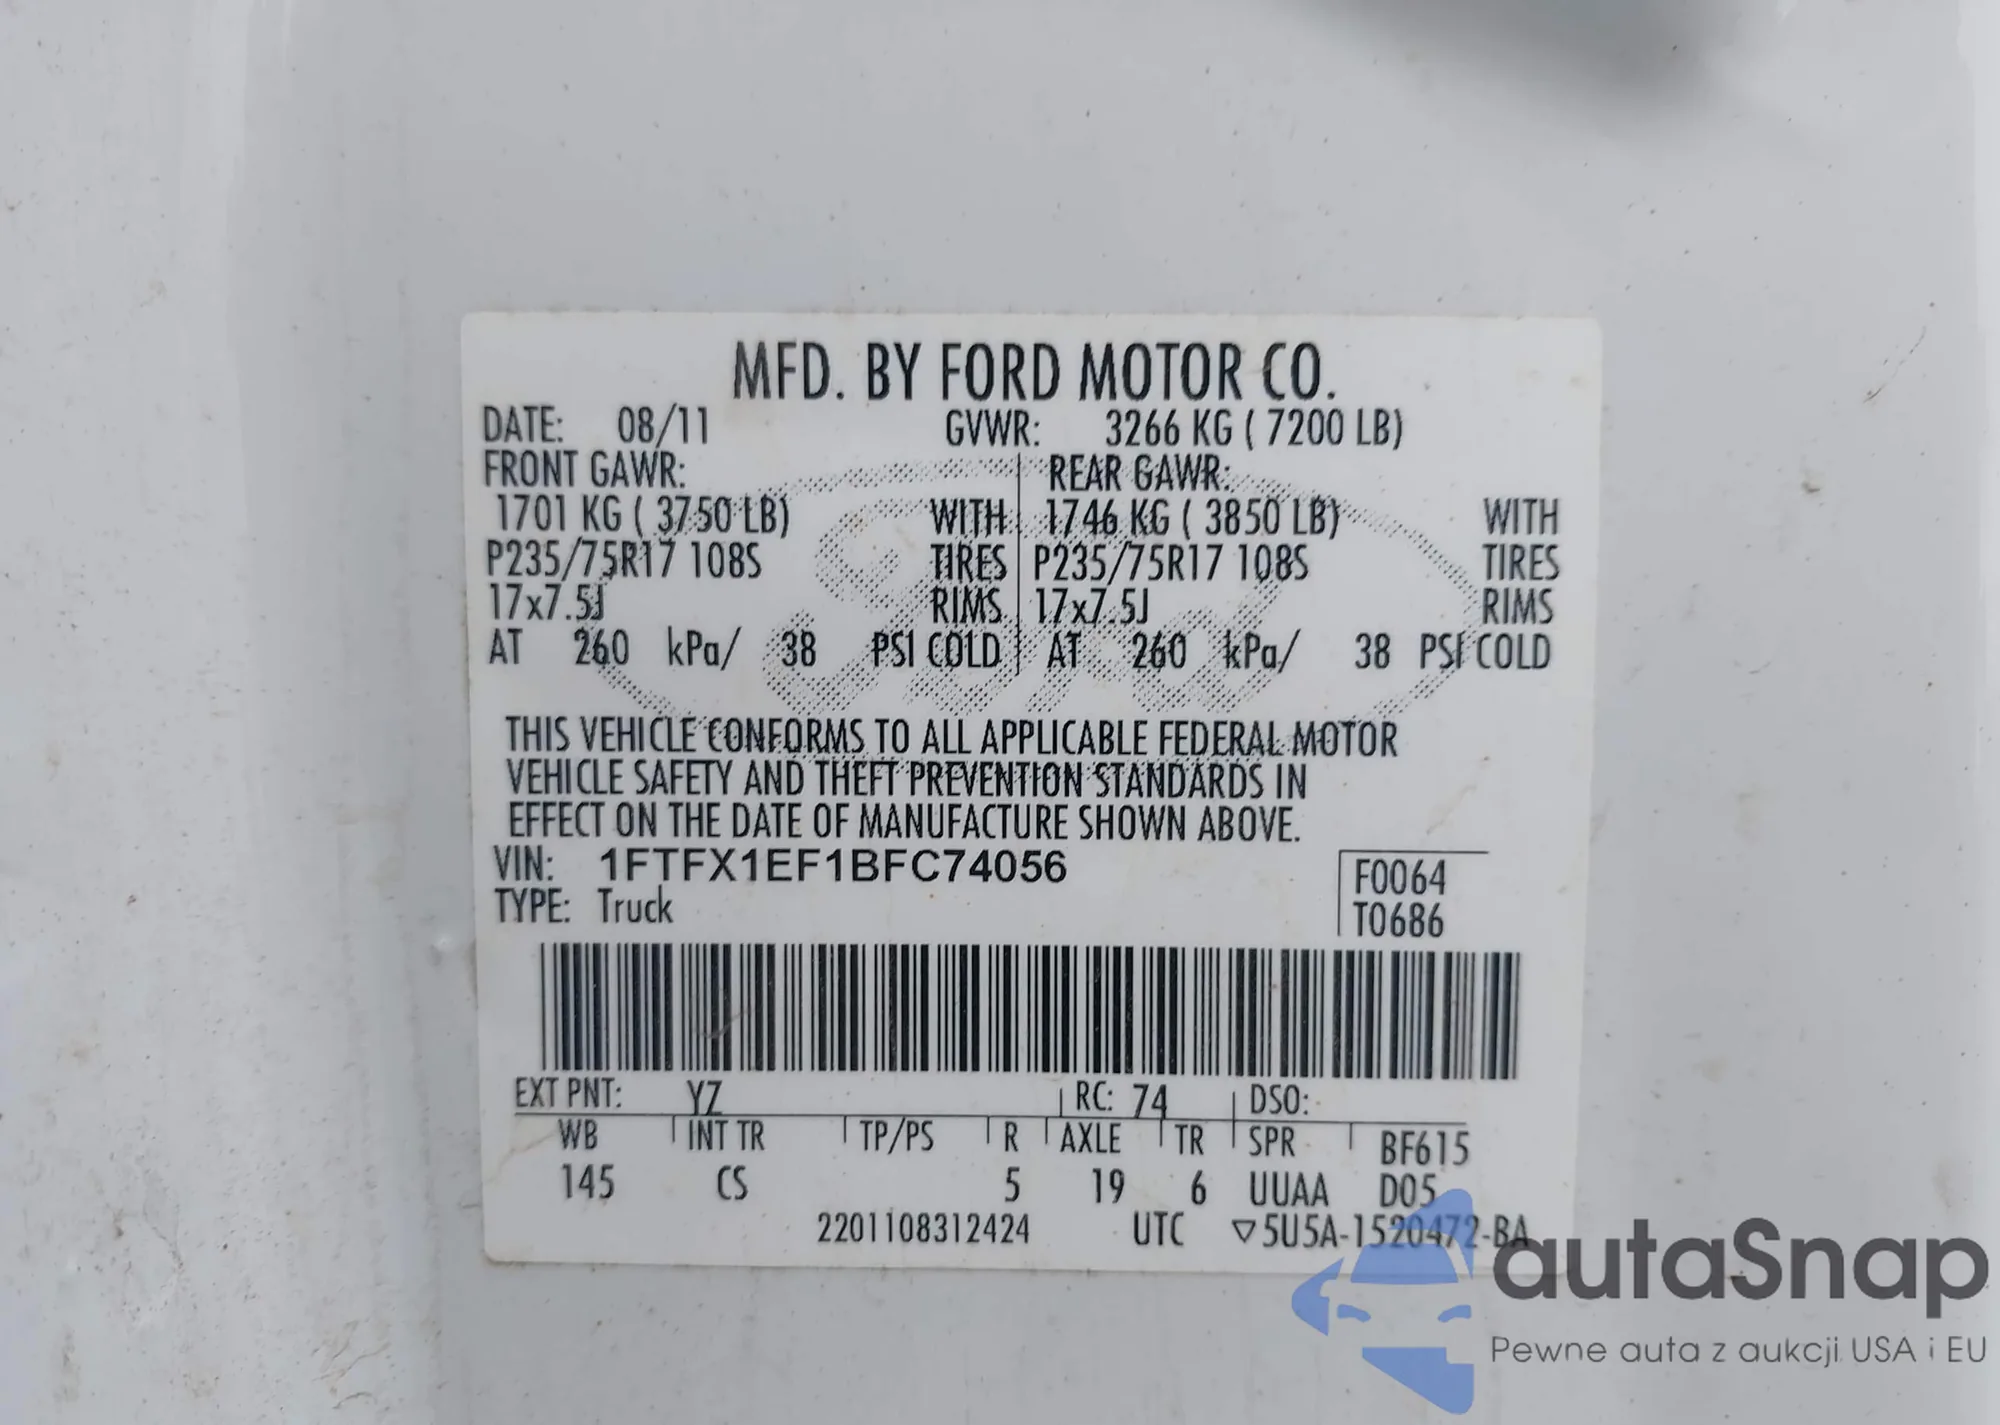 MFD. BY FORD MOTOR CO.
DATE: 08/11 GVWR: 3266 KG ( 7200 LB)
FRONT GAWR: REAR GAWR:
1701 KG ( 3750 LB) WITH 1746 KG ( 3850 LB) WITH
P235/75R17 108S TIRES P235/75R17 108S TIRES
17x7.5J RIMS 17x7.5J RIMS
AT 260 kPa/ 38 PSI COLD AT 260 kPa/ 38 PSI COLD
THIS VEHICLE CONFORMS TO ALL APPLICABLE FEDERAL MOTOR
VEHICLE SAFETY AND THEFT PREVENTION STANDARDS IN
EFFECT ON THE DATE OF MANUFACTURE SHOWN ABOVE.
VIN: 1FTFX1EF1BFC74056 F0064
TYPE: Truck T0686
EXT PNT: YZ RC: 74 DSO:
WB INT TR TP/PS R AXLE TR SPR BF615
145 CS 5 19 6 UUAA D05
2201108312424 UTC ▽5U5A-1520472-BA
autaSnap
Pewne auta z aukcji USA i EU